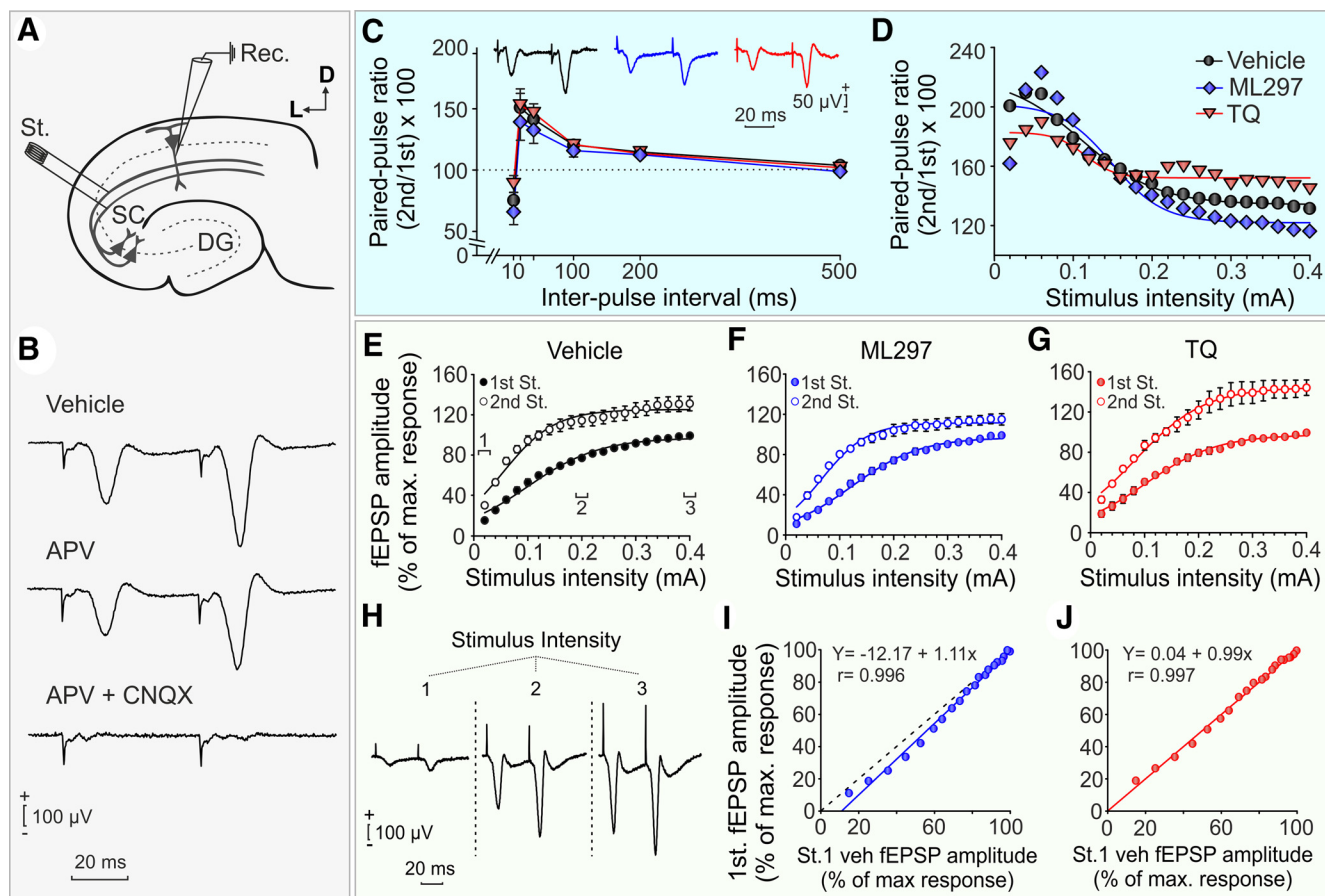 A
Rec.
D
L
St.
SC
DG
B
Vehicle
APV
APV + CNQX
+
100 µV
-
20 ms
C
Paired-pulse ratio
(2nd/1st) x 100
200
150
100
50
0
10
100
200
500
Inter-pulse interval (ms)
20 ms
50 µV
+
-
D
Paired-pulse ratio
(2nd/1st) x 100
240
200
160
120
0
0.1
0.2
0.3
0.4
Stimulus intensity (mA)
Vehicle
ML297
TQ
E
Vehicle
fEPSP amplitude
(% of max. response)
160
120
80
40
0
1st St.
2nd St.
1
2
3
0
0.1
0.2
0.3
0.4
Stimulus intensity (mA)
F
ML297
160
120
80
40
0
1st St.
2nd St.
0
0.1
0.2
0.3
0.4
Stimulus intensity (mA)
G
TQ
160
120
80
40
0
1st St.
2nd St.
0
0.1
0.2
0.3
0.4
Stimulus intensity (mA)
H
Stimulus Intensity
1
2
3
+
100 µV
-
20 ms
I
1st. fEPSP amplitude
(% of max. response)
Y= -12.17 + 1.11x
r= 0.996
100
80
60
40
20
0
0
20
60
100
St.1 veh fEPSP amplitude
(% of max response)
J
Y= 0.04 + 0.99x
r= 0.997
100
80
60
40
20
0
0
20
60
100
St.1 veh fEPSP amplitude
(% of max response)